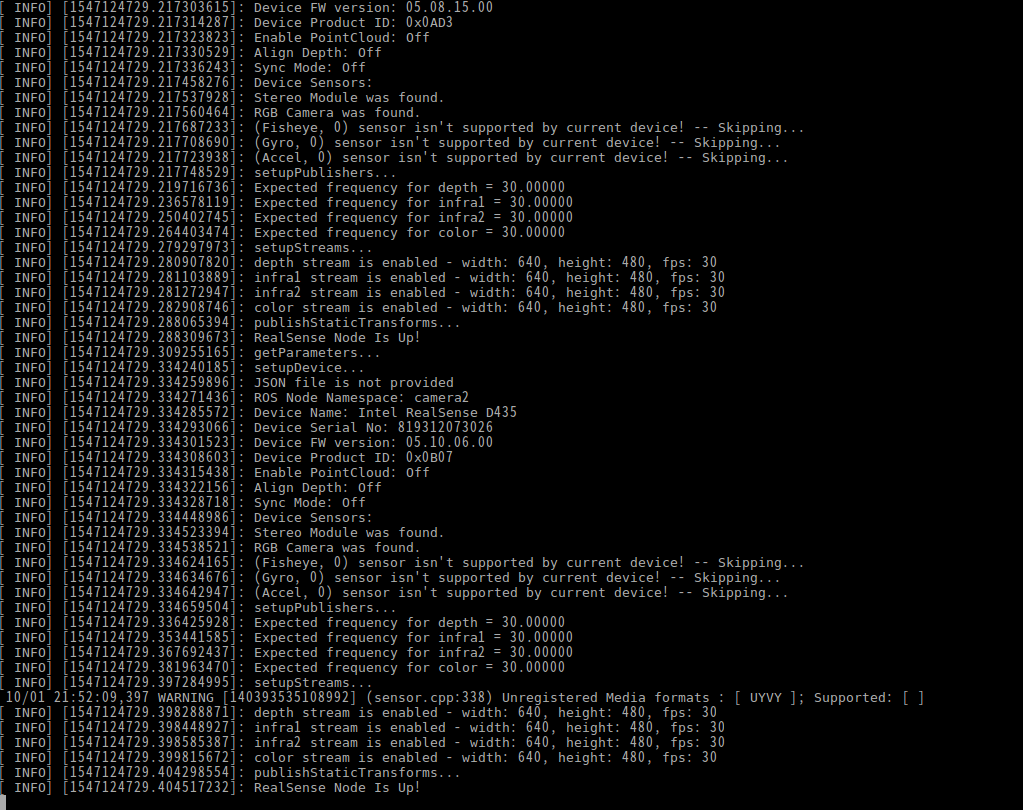 [ INFO] [1547124729.217303615]: Device FW version: 05.08.15.00
[ INFO] [1547124729.217314287]: Device Product ID: 0x0AD3
[ INFO] [1547124729.217323823]: Enable PointCloud: Off
[ INFO] [1547124729.217330529]: Align Depth: Off
[ INFO] [1547124729.217336243]: Sync Mode: Off
[ INFO] [1547124729.217458276]: Device Sensors:
[ INFO] [1547124729.217537928]: Stereo Module was found.
[ INFO] [1547124729.217560464]: RGB Camera was found.
[ INFO] [1547124729.217687233]: (Fisheye, 0) sensor isn't supported by current device! -- Skipping...
[ INFO] [1547124729.217708690]: (Gyro, 0) sensor isn't supported by current device! -- Skipping...
[ INFO] [1547124729.217723938]: (Accel, 0) sensor isn't supported by current device! -- Skipping...
[ INFO] [1547124729.217748529]: setupPublishers...
[ INFO] [1547124729.219716736]: Expected frequency for depth = 30.00000
[ INFO] [1547124729.236578119]: Expected frequency for infra1 = 30.00000
[ INFO] [1547124729.250402745]: Expected frequency for infra2 = 30.00000
[ INFO] [1547124729.264403474]: Expected frequency for color = 30.00000
[ INFO] [1547124729.279297973]: setupStreams...
[ INFO] [1547124729.280907820]: depth stream is enabled - width: 640, height: 480, fps: 30
[ INFO] [1547124729.281103889]: infra1 stream is enabled - width: 640, height: 480, fps: 30
[ INFO] [1547124729.281272947]: infra2 stream is enabled - width: 640, height: 480, fps: 30
[ INFO] [1547124729.282908746]: color stream is enabled - width: 640, height: 480, fps: 30
[ INFO] [1547124729.288065394]: publishStaticTransforms...
[ INFO] [1547124729.288309673]: RealSense Node Is Up!
[ INFO] [1547124729.309255165]: getParameters...
[ INFO] [1547124729.334240185]: setupDevice...
[ INFO] [1547124729.334259896]: JSON file is not provided
[ INFO] [1547124729.334271436]: ROS Node Namespace: camera2
[ INFO] [1547124729.334285572]: Device Name: Intel RealSense D435
[ INFO] [1547124729.334293066]: Device Serial No: 819312073026
[ INFO] [1547124729.334301523]: Device FW version: 05.10.06.00
[ INFO] [1547124729.334308603]: Device Product ID: 0x0B07
[ INFO] [1547124729.334315438]: Enable PointCloud: Off
[ INFO] [1547124729.334322156]: Align Depth: Off
[ INFO] [1547124729.334328718]: Sync Mode: Off
[ INFO] [1547124729.334448986]: Device Sensors:
[ INFO] [1547124729.334523394]: Stereo Module was found.
[ INFO] [1547124729.334538521]: RGB Camera was found.
[ INFO] [1547124729.334624165]: (Fisheye, 0) sensor isn't supported by current device! -- Skipping...
[ INFO] [1547124729.334634676]: (Gyro, 0) sensor isn't supported by current device! -- Skipping...
[ INFO] [1547124729.334642947]: (Accel, 0) sensor isn't supported by current device! -- Skipping...
[ INFO] [1547124729.334659504]: setupPublishers...
[ INFO] [1547124729.336425928]: Expected frequency for depth = 30.00000
[ INFO] [1547124729.353441585]: Expected frequency for infra1 = 30.00000
[ INFO] [1547124729.367692437]: Expected frequency for infra2 = 30.00000
[ INFO] [1547124729.381963470]: Expected frequency for color = 30.00000
[ INFO] [1547124729.397284995]: setupStreams...
10/01 21:52:09,397 WARNING [140393535108992] (sensor.cpp:338) Unregistered Media formats : [ UYVY ]; Supported: [ ]
[ INFO] [1547124729.398288871]: depth stream is enabled - width: 640, height: 480, fps: 30
[ INFO] [1547124729.398448927]: infra1 stream is enabled - width: 640, height: 480, fps: 30
[ INFO] [1547124729.398585387]: infra2 stream is enabled - width: 640, height: 480, fps: 30
[ INFO] [1547124729.399815672]: color stream is enabled - width: 640, height: 480, fps: 30
[ INFO] [1547124729.404298554]: publishStaticTransforms...
[ INFO] [1547124729.404517232]: RealSense Node Is Up!